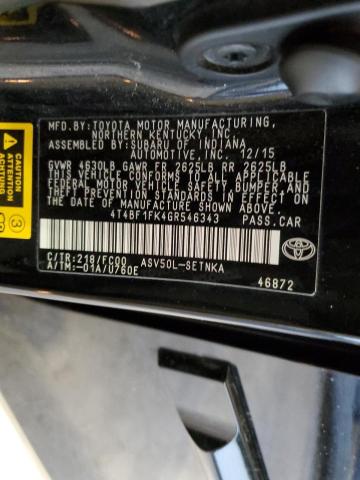 MFD.BY:TOYOTA MOTOR MANUFACTURING,
NORTHERN KENTUCKY,INC.
ASSEMBLED BY:SUBARU OF INDIANA
AUTOMOTIVE,INC. 12/15
GVWR 4630LB GAWR FR 2625LB RR 2625LB
THIS VEHICLE CONFORMS TO ALL APPLICABLE
FEDERAL MOTOR VEHICLE SAFETY,BUMPER,AND
THEFT PREVENTION STANDARDS IN EFFECT ON THE
DATE OF MANUFACTURE SHOWN ABOVE.
4T4BF1FK4GR546343 PASS.CAR
C/TR:218/FC00 ASV50L-SETNKA
A/TM:-01A/U760E
46872
TOYOTA